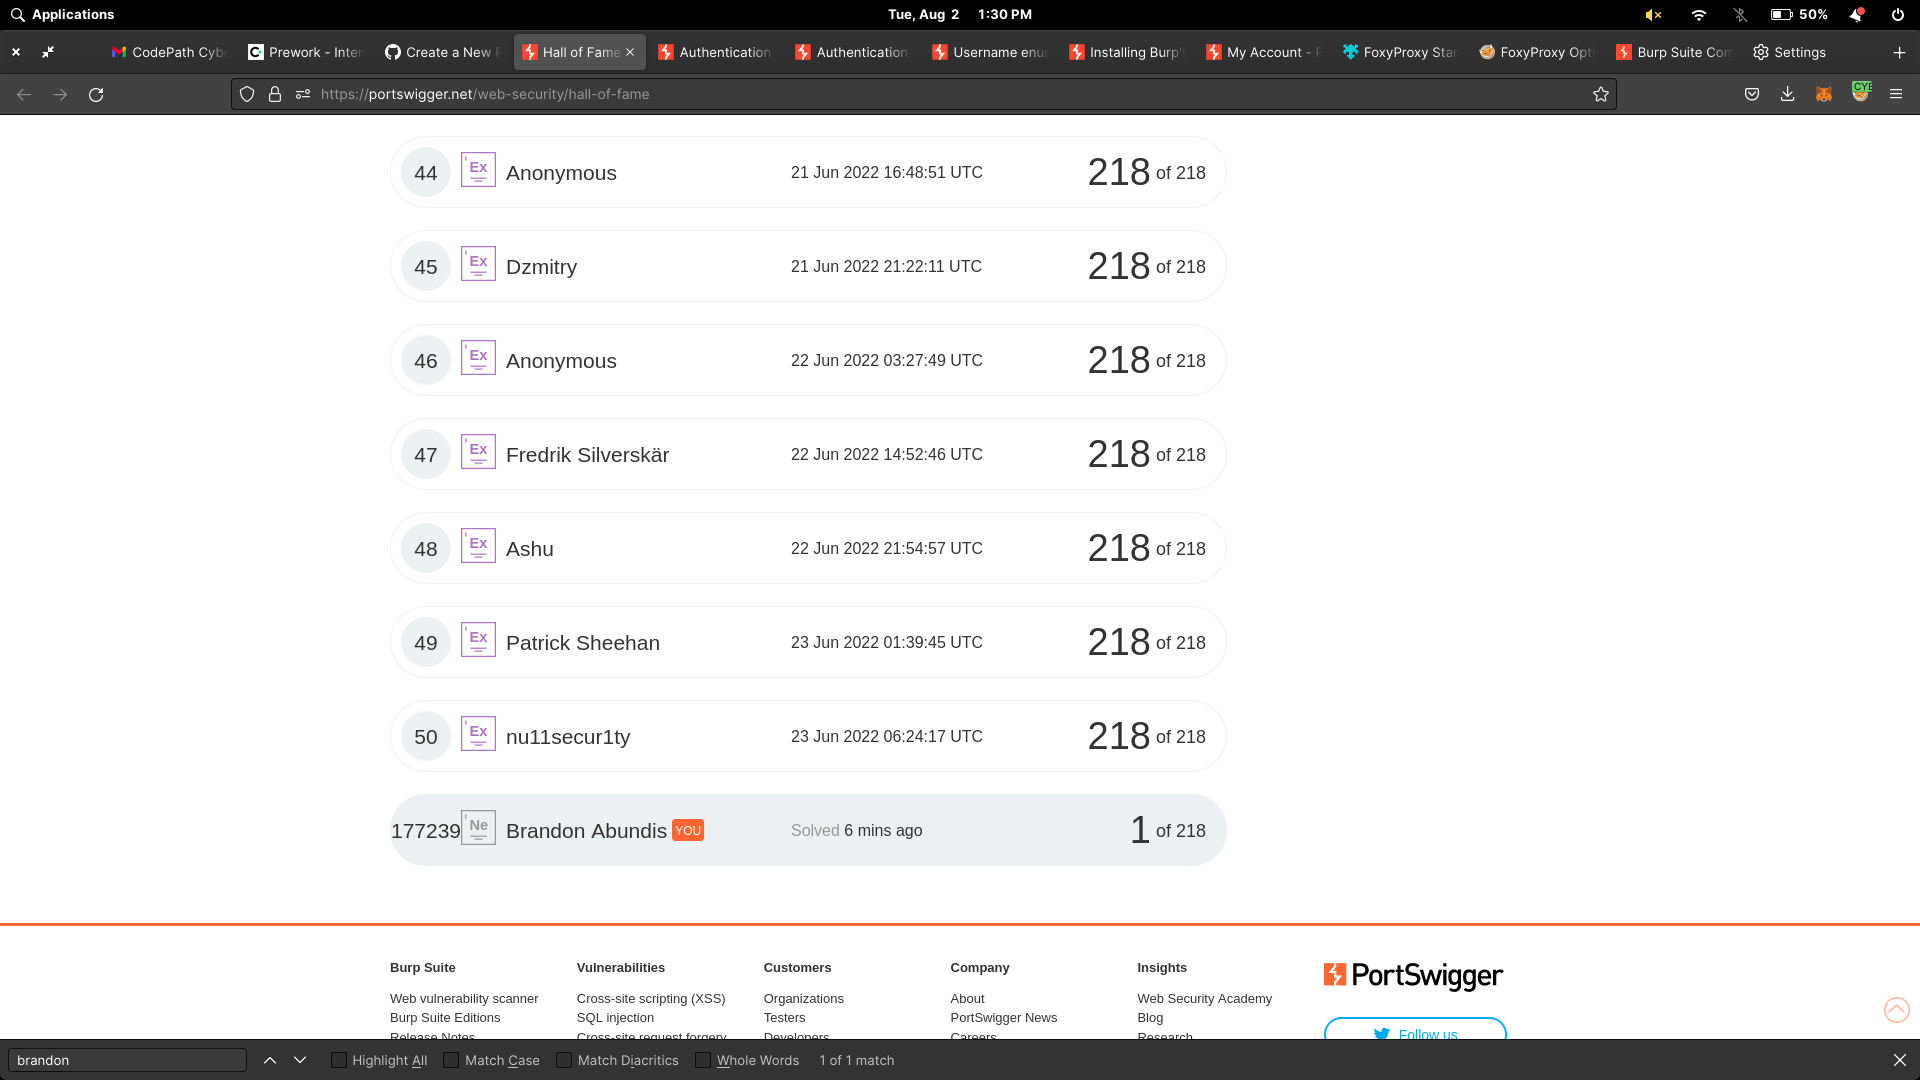 Applications
Tue, Aug 2 1:30 PM
50%
CodePath Cyb
Prework - Inter
Create a New
Hall of Fame
Authentication
Authentication
Username enu
Installing Burp's
My Account -
FoxyProxy Star
FoxyProxy Opt
Burp Suite Com
Settings
https://portswigger.net/web-security/hall-of-fame
44 Ex Anonymous 21 Jun 2022 16:48:51 UTC 218 of 218
45 Ex Dzmitry 21 Jun 2022 21:22:11 UTC 218 of 218
46 Ex Anonymous 22 Jun 2022 03:27:49 UTC 218 of 218
47 Ex Fredrik Silverskär 22 Jun 2022 14:52:46 UTC 218 of 218
48 Ex Ashu 22 Jun 2022 21:54:57 UTC 218 of 218
49 Ex Patrick Sheehan 23 Jun 2022 01:39:45 UTC 218 of 218
50 Ex nu11secur1ty 23 Jun 2022 06:24:17 UTC 218 of 218
177239 Ne Brandon Abundis YOU Solved 6 mins ago 1 of 218
Burp Suite Vulnerabilities Customers Company Insights PortSwigger
Web vulnerability scanner Cross-site scripting (XSS) Organizations About Web Security Academy
Burp Suite Editions SQL injection Testers PortSwigger News Blog
Release Notes Cross-site request forgery Developers Careers Research
Follow us
brandon Highlight All Match Case Match Diacritics Whole Words 1 of 1 match